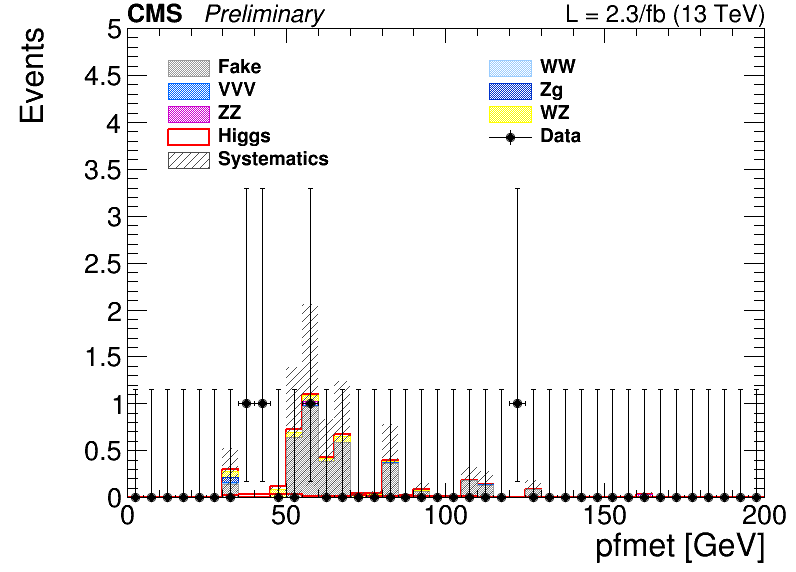 CMS Preliminary L = 2.3/fb (13 TeV)
Events
5
4.5
4
3.5
3
2.5
2
1.5
1
0.5
0
Fake
VVV
ZZ
Higgs
Systematics
WW
Zg
WZ
Data
0 50 100 150 200
pfmet [GeV]